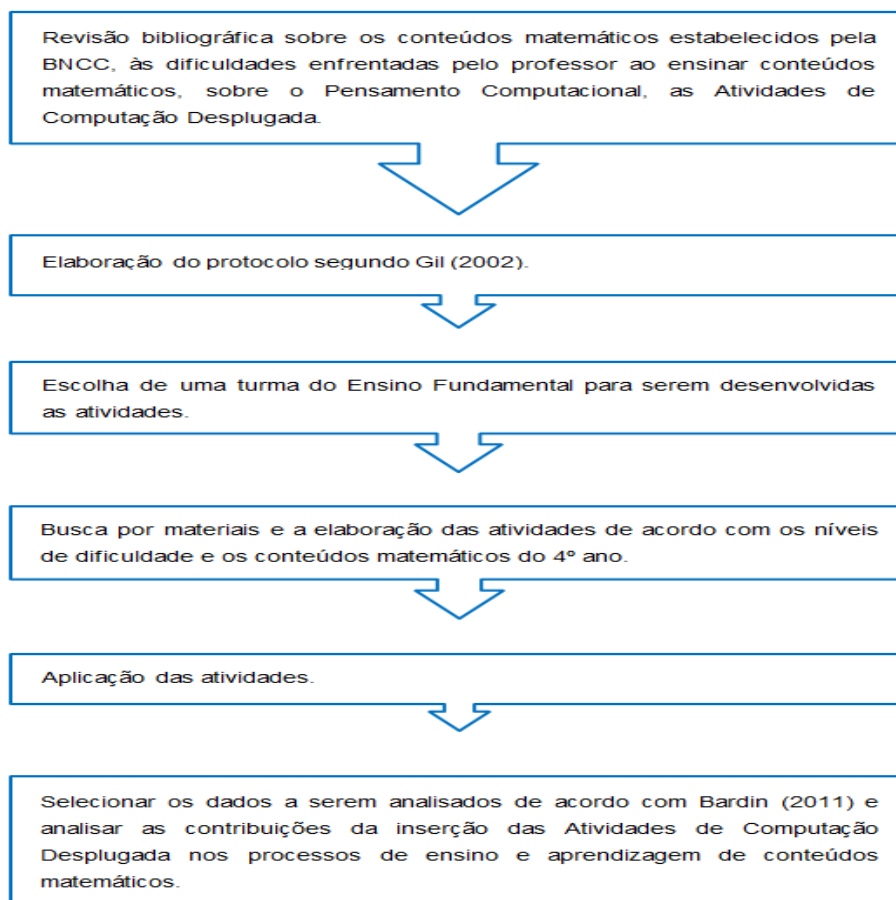 Revisão bibliográfica sobre os conteúdos matemáticos estabelecidos pela
BNCC, às dificuldades enfrentadas pelo professor ao ensinar conteúdos
matemáticos, sobre o Pensamento Computacional, as Atividades de
Computação Desplugada.
Elaboração do protocolo segundo Gil (2002).
Escolha de uma turma do Ensino Fundamental para serem desenvolvidas
as atividades.
Busca por materiais e a elaboração das atividades de acordo com os níveis
de dificuldade e os conteúdos matemáticos do 4º ano.
Aplicação das atividades.
Selecionar os dados a serem analisados de acordo com Bardin (2011) e
analisar as contribuições da inserção das Atividades de Computação
Desplugada nos processos de ensino e aprendizagem de conteúdos
matemáticos.